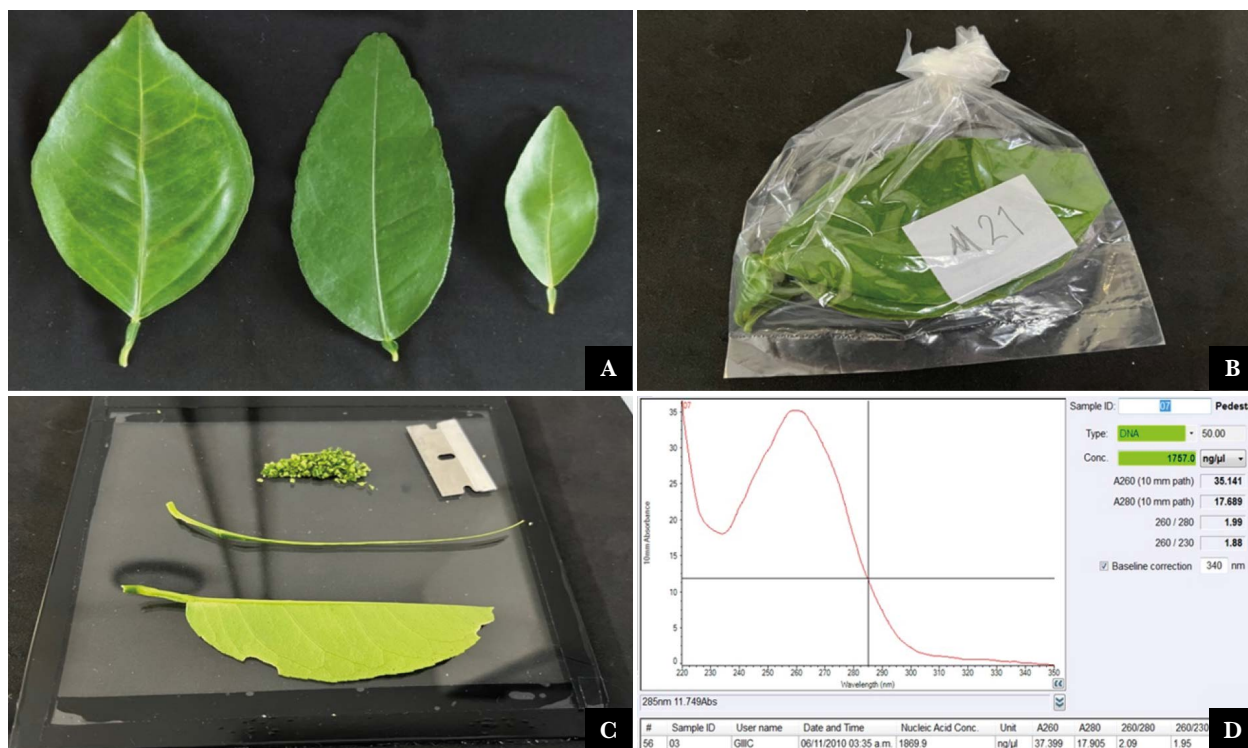 A
M 21
B
C
07
10mm Absorbance
35
30
25
20
15
10
5
0
220 230 240 250 260 270 280 290 300 310 320 330 340 350
Wavelength (nm)
285nm 11.749Abs
Sample ID: 07 Pedest
Type: DNA 50.00
Conc. 1757.0 ng/µl
A260 (10 mm path) 35.141
A280 (10 mm path) 17.689
260 / 280 1.99
260 / 230 1.88
Baseline correction 340 nm
# Sample ID User name Date and Time Nucleic Acid Conc. Unit A260 A280 260/280 260/230
56 03 GIIIC 06/11/2010 03:35 a.m. 1869.9 ng/µl 37.399 17.905 2.09 1.95
D